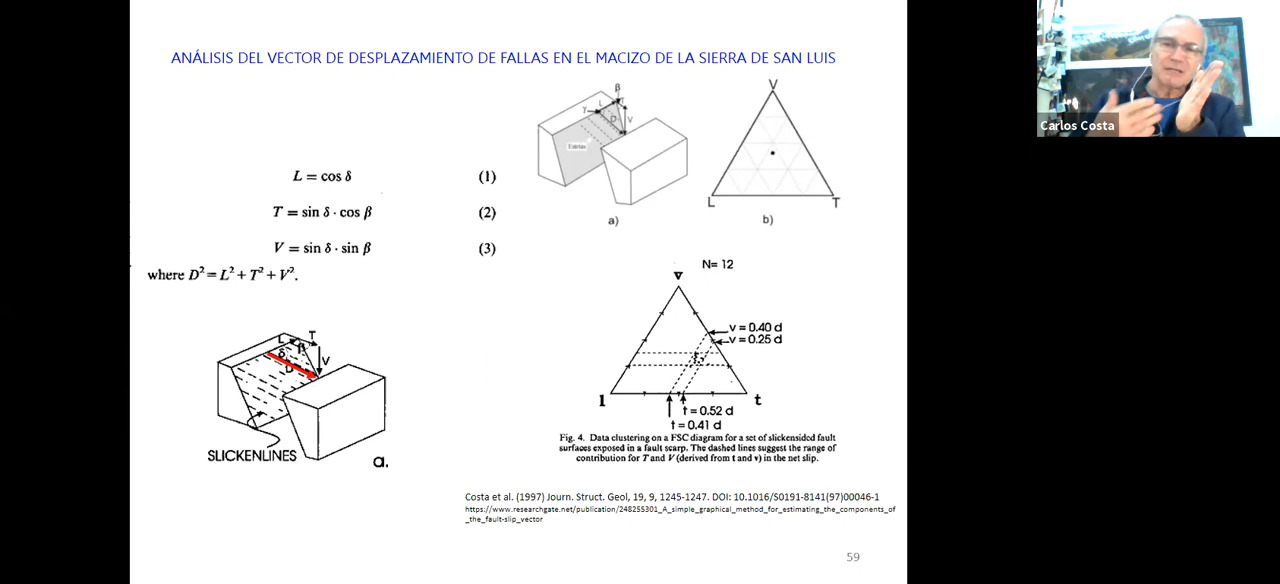 ANÁLISIS DEL VECTOR DE DESPLAZAMIENTO DE FALLAS EN EL MACIZO DE LA SIERRA DE SAN LUIS
Carlos Costa
L = cos δ (1)
T = sin δ · cos β (2)
V = sin δ · sin β (3)
where D² = L² + T² + V².
β
γ
L
T
D
V
Estrías
a)
V
L
T
b)
L
T
β
δ
D
V
SLICKENLINES
a.
N= 12
v
v = 0.40 d
v = 0.25 d
l
t
t = 0.52 d
t = 0.41 d
Fig. 4. Data clustering on a FSC diagram for a set of slickensided fault
surfaces exposed in a fault scarp. The dashed lines suggest the range of
contribution for T and V (derived from t and v) in the net slip.
Costa et al. (1997) Journ. Struct. Geol, 19, 9, 1245-1247. DOI: 10.1016/S0191-8141(97)00046-1
https://www.researchgate.net/publication/248255301_A_simple_graphical_method_for_estimating_the_components_of
_the_fault-slip_vector
59